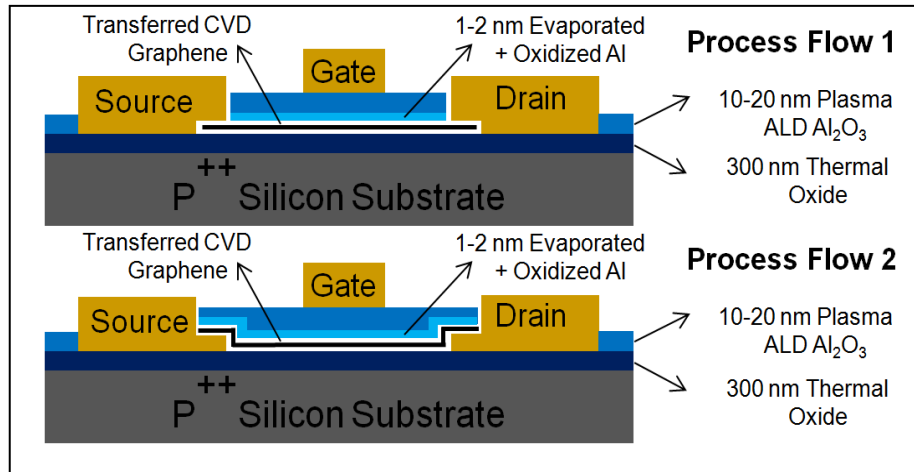 Transferred CVD
Graphene
1-2 nm Evaporated
+ Oxidized Al
Process Flow 1
Gate
Source
Drain
10-20 nm Plasma
ALD Al₂O₃
300 nm Thermal
Oxide
P⁺⁺ Silicon Substrate
Transferred CVD
Graphene
1-2 nm Evaporated
+ Oxidized Al
Process Flow 2
Gate
Source
Drain
10-20 nm Plasma
ALD Al₂O₃
300 nm Thermal
Oxide
P⁺⁺ Silicon Substrate